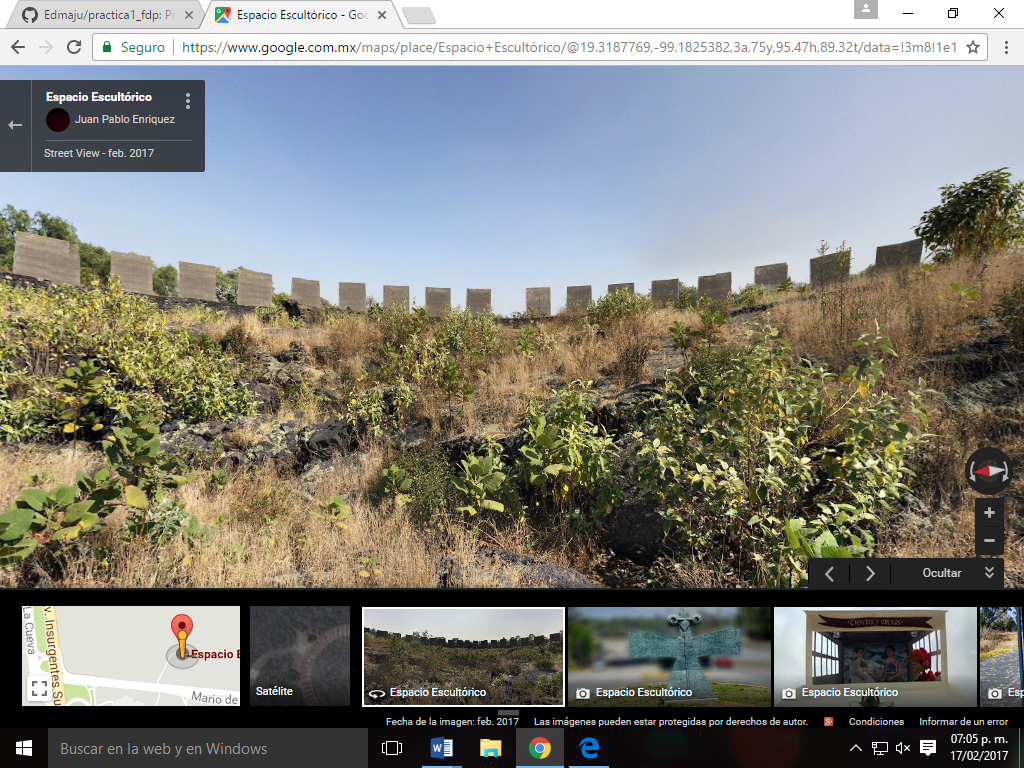 Edmaju/practica1_fdp: Pr
Espacio Escultórico - Goo
Seguro
https://www.google.com.mx/maps/place/Espacio+Escultórico/@19.3187769,-99.1825382,3a,75y,95.47h,89.32t/data=!3m8!1e1
Espacio Escultórico
Juan Pablo Enriquez
Street View - feb. 2017
Ocultar
La Cueva
v. Insurgentes Su
Espacio E
Mario de
Satélite
Espacio Escultórico
Espacio Escultórico
Ciencias y Artes
Espacio Escultórico
Esp
Fecha de la imagen: feb. 2017
Las imágenes pueden estar protegidas por derechos de autor.
Condiciones
Informar de un error
Buscar en la web y en Windows
07:05 p. m.
17/02/2017